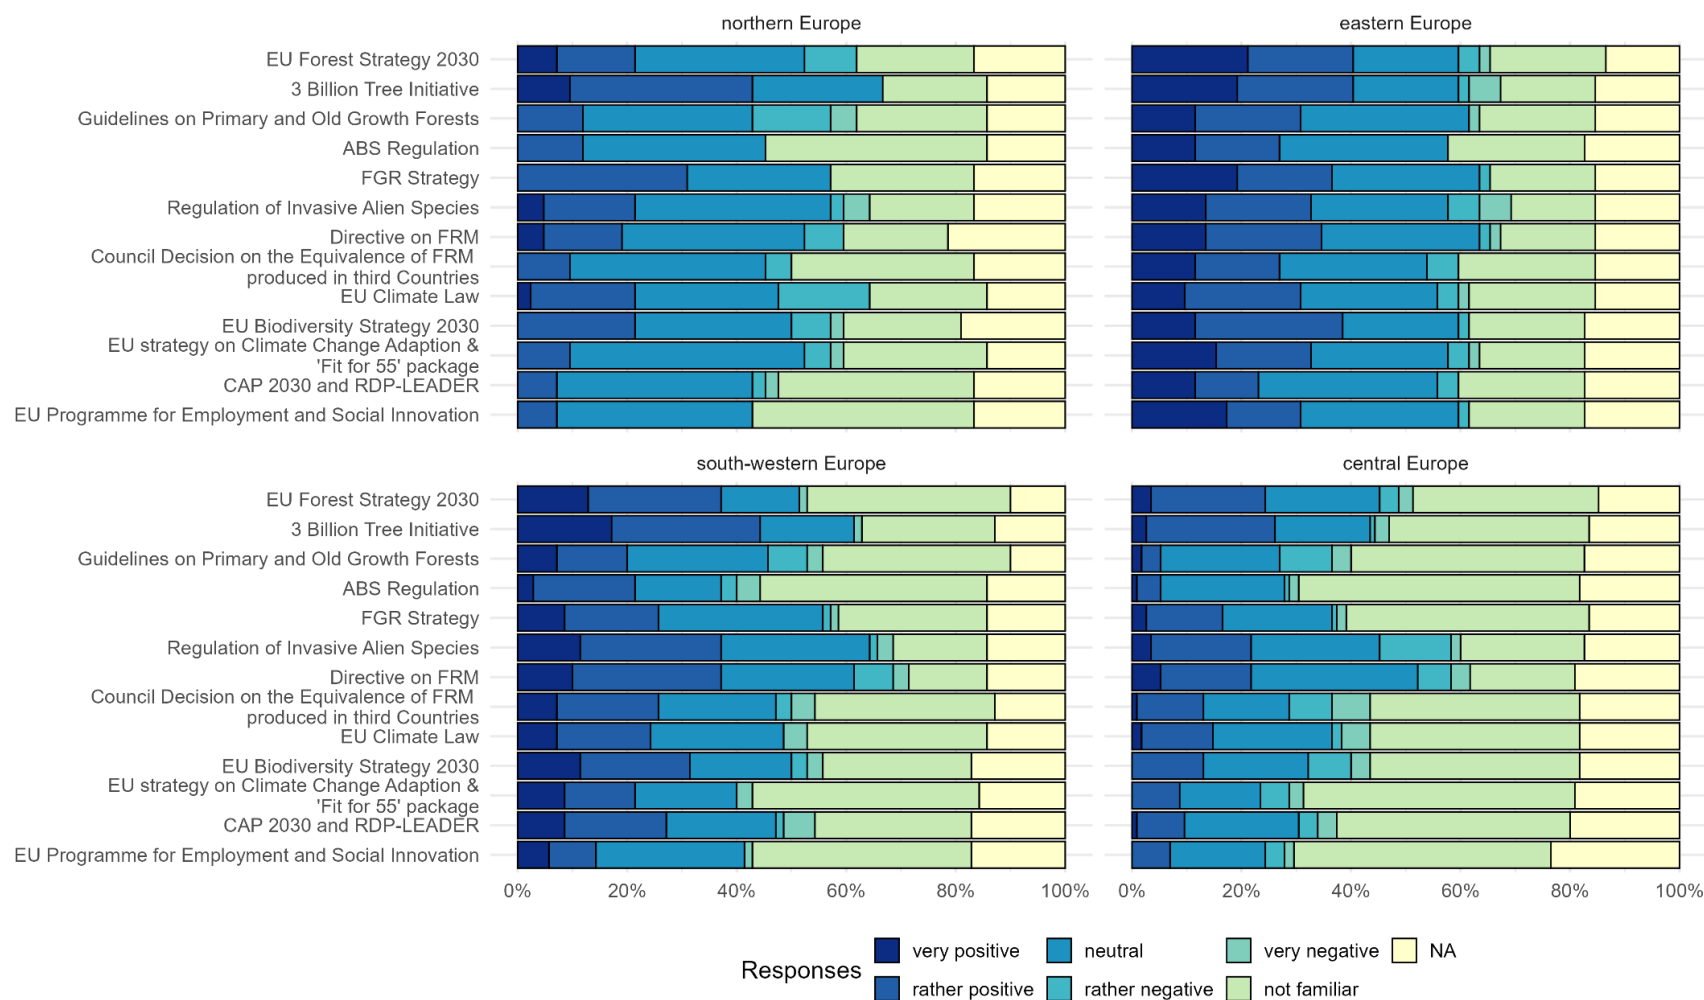 northern Europe
eastern Europe
EU Forest Strategy 2030
3 Billion Tree Initiative
Guidelines on Primary and Old Growth Forests
ABS Regulation
FGR Strategy
Regulation of Invasive Alien Species
Directive on FRM
Council Decision on the Equivalence of FRM
produced in third Countries
EU Climate Law
EU Biodiversity Strategy 2030
EU strategy on Climate Change Adaption &
'Fit for 55' package
CAP 2030 and RDP-LEADER
EU Programme for Employment and Social Innovation
south-western Europe
central Europe
EU Forest Strategy 2030
3 Billion Tree Initiative
Guidelines on Primary and Old Growth Forests
ABS Regulation
FGR Strategy
Regulation of Invasive Alien Species
Directive on FRM
Council Decision on the Equivalence of FRM
produced in third Countries
EU Climate Law
EU Biodiversity Strategy 2030
EU strategy on Climate Change Adaption &
'Fit for 55' package
CAP 2030 and RDP-LEADER
EU Programme for Employment and Social Innovation
0% 20% 40% 60% 80% 100%
0% 20% 40% 60% 80% 100%
Responses
very positive neutral very negative NA
rather positive rather negative not familiar